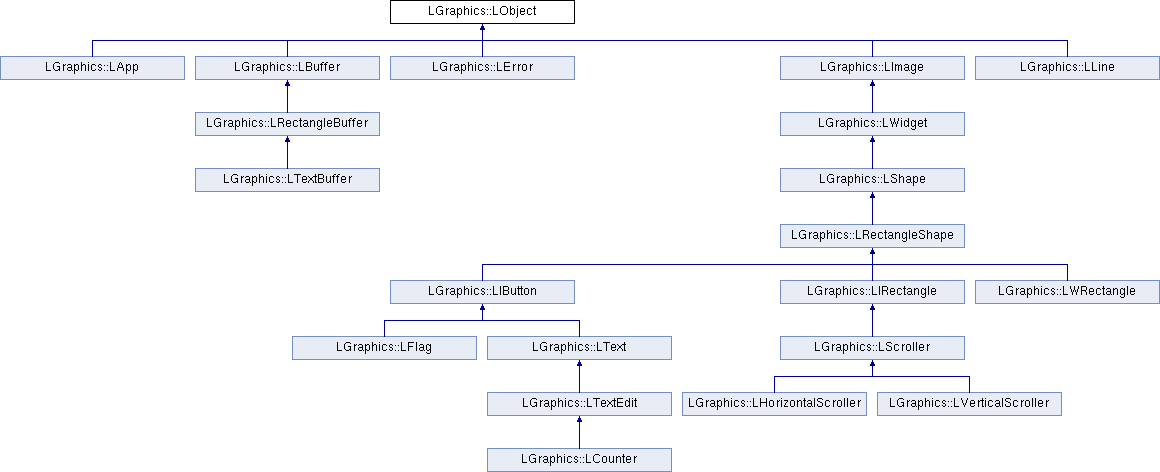 LGraphics::LObject
LGraphics::LApp
LGraphics::LBuffer
LGraphics::LError
LGraphics::LImage
LGraphics::LLine
LGraphics::LRectangleBuffer
LGraphics::LWidget
LGraphics::LTextBuffer
LGraphics::LShape
LGraphics::LRectangleShape
LGraphics::LIButton
LGraphics::LIRectangle
LGraphics::LWRectangle
LGraphics::LFlag
LGraphics::LText
LGraphics::LScroller
LGraphics::LTextEdit
LGraphics::LHorizontalScroller
LGraphics::LVerticalScroller
LGraphics::LCounter